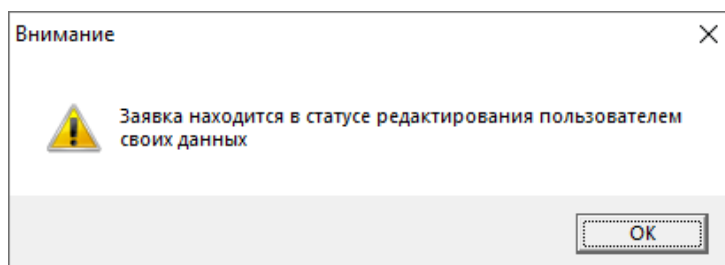 Внимание
Заявка находится в статусе редактирования пользователем
своих данных
OK